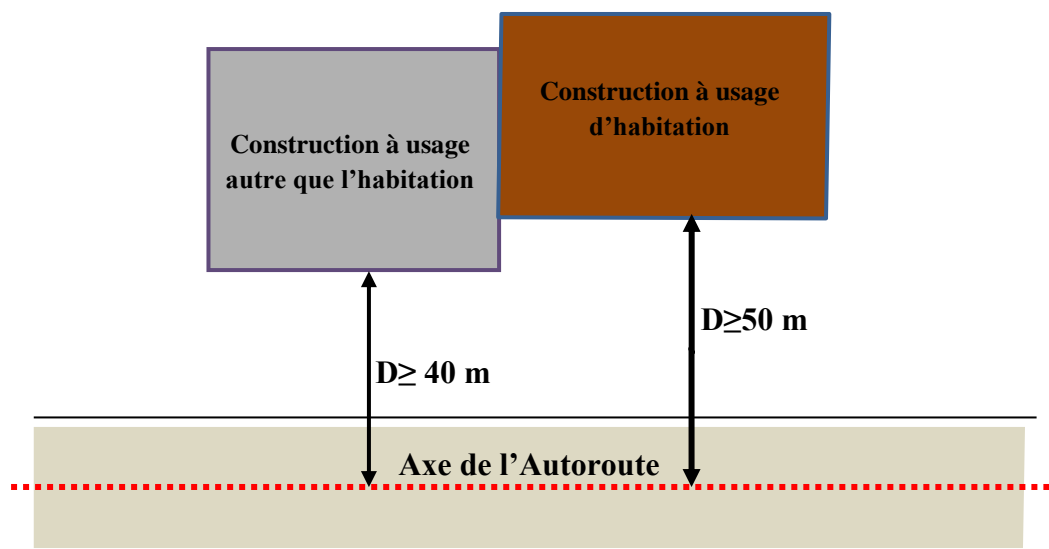 Construction à usage
autre que l’habitation
Construction à usage
d’habitation
D≥ 40 m
D≥50 m
Axe de l’Autoroute